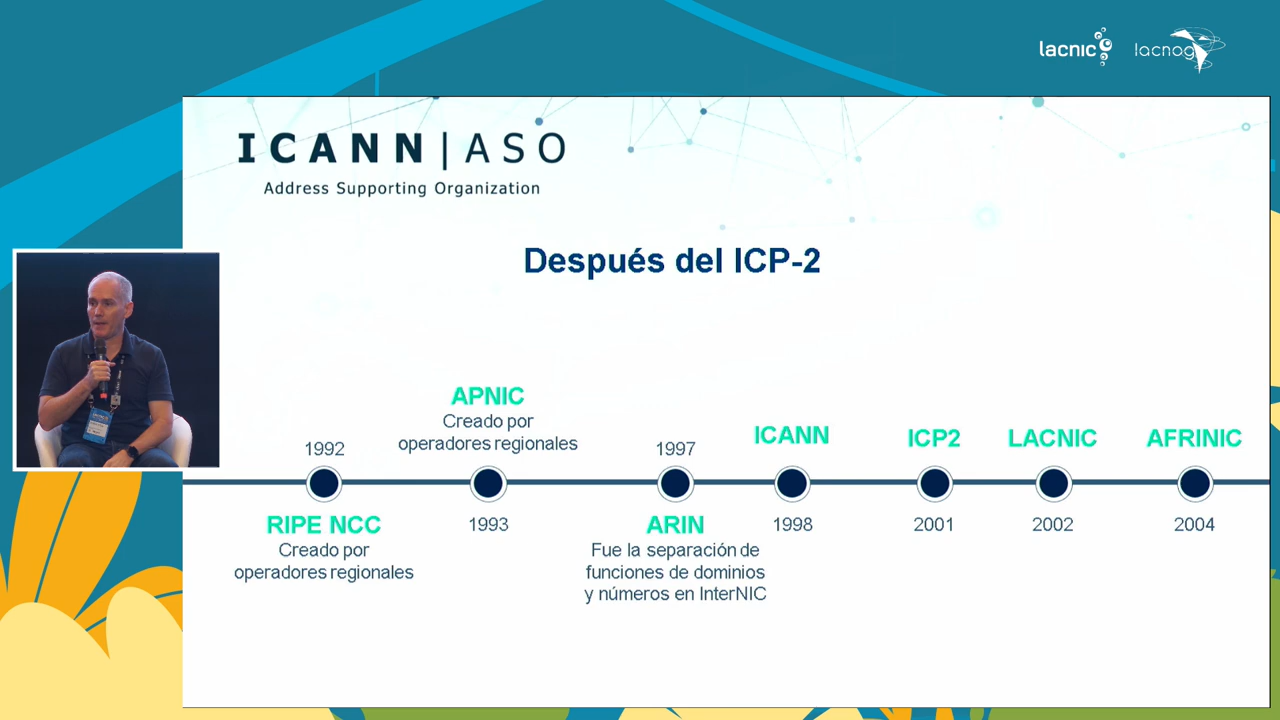 lacnic
lacnog
ICANN|ASO
Address Supporting Organization
Después del ICP-2
1992
RIPE NCC
Creado por
operadores regionales
APNIC
Creado por
operadores regionales
1993
1997
ARIN
Fue la separación de
funciones de dominios
y números en InterNIC
ICANN
1998
ICP2
2001
LACNIC
2002
AFRINIC
2004